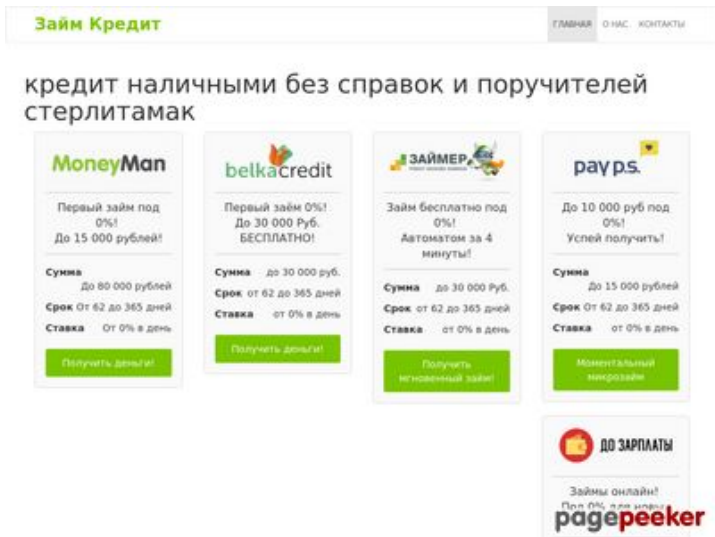 Займ Кредит
ГЛАВНАЯ О НАС КОНТАКТЫ
кредит наличными без справок и поручителей
стерлитамак
MoneyMan
Первый займ под
0%!
До 15 000 рублей!
Сумма
До 80 000 рублей
Срок От 62 до 365 дней
Ставка От 0% в день
Получить деньги!
belkacredit
Первый заём 0%!
До 30 000 Руб.
БЕСПЛАТНО!
Сумма до 30 000 руб.
Срок от 62 до 365 дней
Ставка от 0% в день
Получить деньги!
ЗАЙМЕР
Займ бесплатно под
0%!
Автоматом за 4
минуты!
Сумма до 30 000 Руб.
Срок от 62 до 365 дней
Ставка от 0% в день
Получить
мгновенный займ!
pay p.s.
До 10 000 руб под
0%!
Успей получить!
Сумма
До 15 000 рублей
Срок От 62 до 365 дней
Ставка От 0% в день
Моментальный
микрозайм
ДО ЗАРПЛАТЫ
Займы онлайн!
Под 0% для новых
pagepeeker